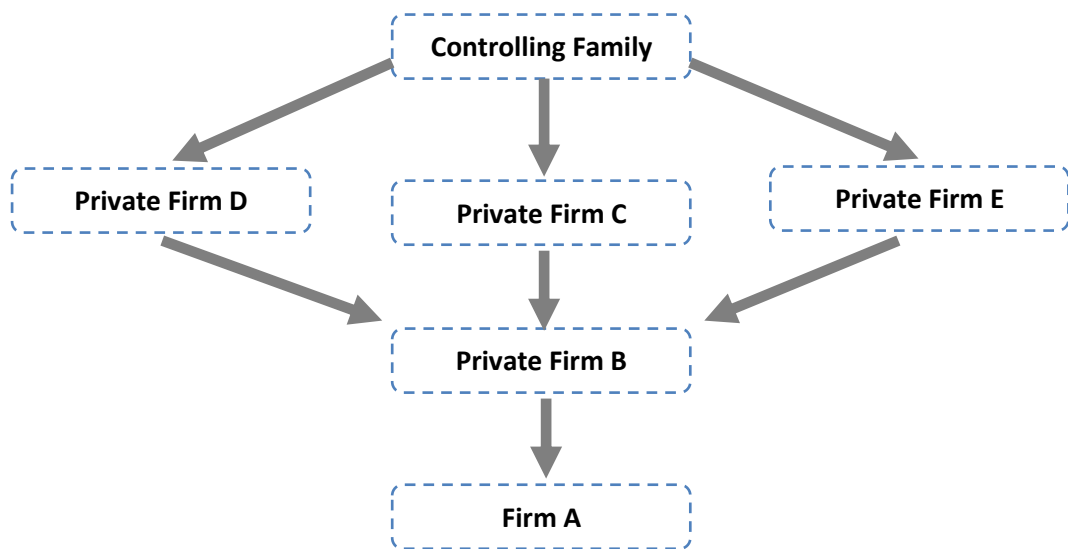 Controlling Family
Private Firm D
Private Firm C
Private Firm E
Private Firm B
Firm A